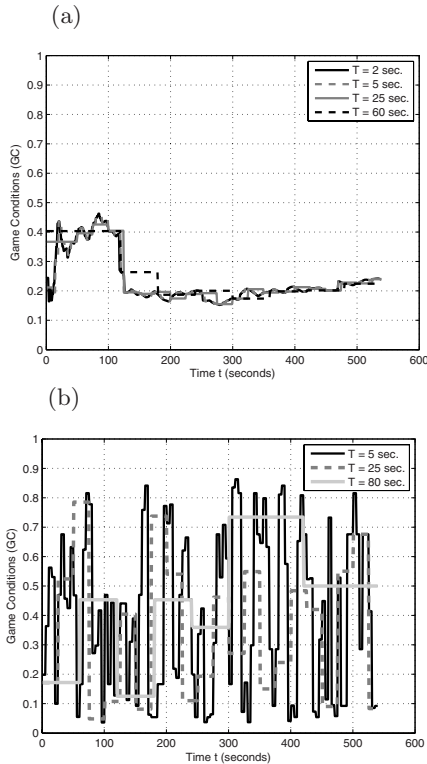 (a)
1
0.9
0.8
0.7
0.6
0.5
0.4
0.3
0.2
0.1
0
Game Conditions (GC)
T = 2 sec.
T = 5 sec.
T = 25 sec.
T = 60 sec.
0 100 200 300 400 500 600
Time t (seconds)
(b)
1
0.9
0.8
0.7
0.6
0.5
0.4
0.3
0.2
0.1
0
Game Conditions (GC)
T = 5 sec.
T = 25 sec.
T = 80 sec.
0 100 200 300 400 500 600
Time t (seconds)